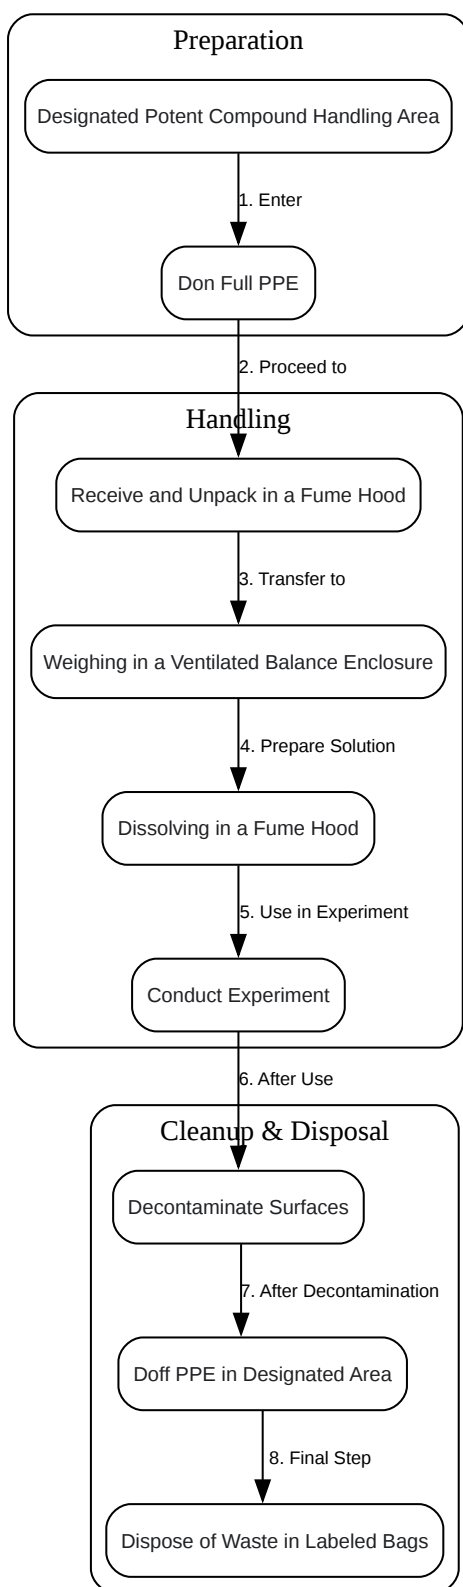 Preparation
Designated Potent Compound Handling Area
1. Enter
Don Full PPE
2. Proceed to
Handling
Receive and Unpack in a Fume Hood
3. Transfer to
Weighing in a Ventilated Balance Enclosure
4. Prepare Solution
Dissolving in a Fume Hood
5. Use in Experiment
Conduct Experiment
6. After Use
Cleanup & Disposal
Decontaminate Surfaces
7. After Decontamination
Doff PPE in Designated Area
8. Final Step
Dispose of Waste in Labeled Bags